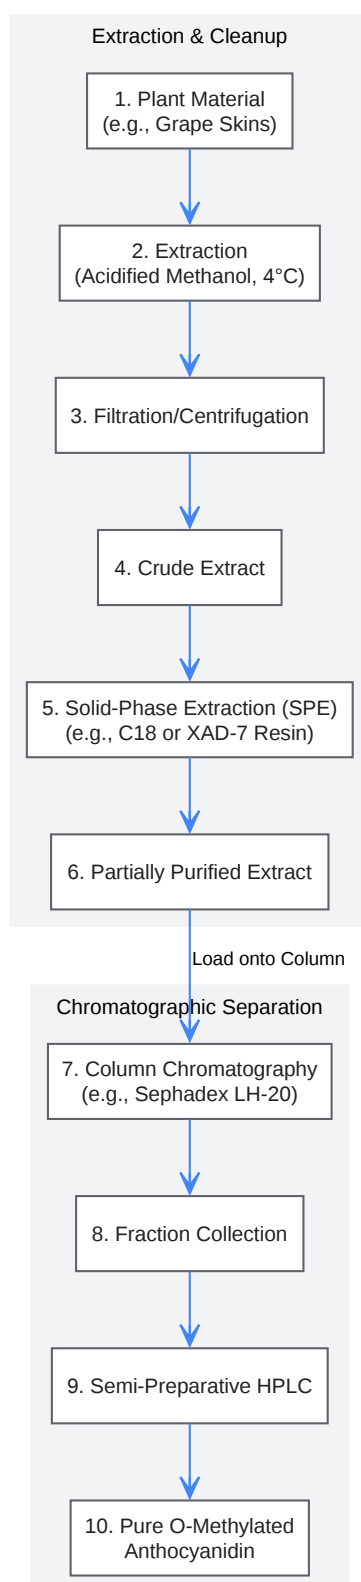 Extraction & Cleanup
1. Plant Material
(e.g., Grape Skins)
2. Extraction
(Acidified Methanol, 4°C)
3. Filtration/Centrifugation
4. Crude Extract
5. Solid-Phase Extraction (SPE)
(e.g., C18 or XAD-7 Resin)
6. Partially Purified Extract
Load onto Column
Chromatographic Separation
7. Column Chromatography
(e.g., Sephadex LH-20)
8. Fraction Collection
9. Semi-Preparative HPLC
10. Pure O-Methylated
Anthocyanidin